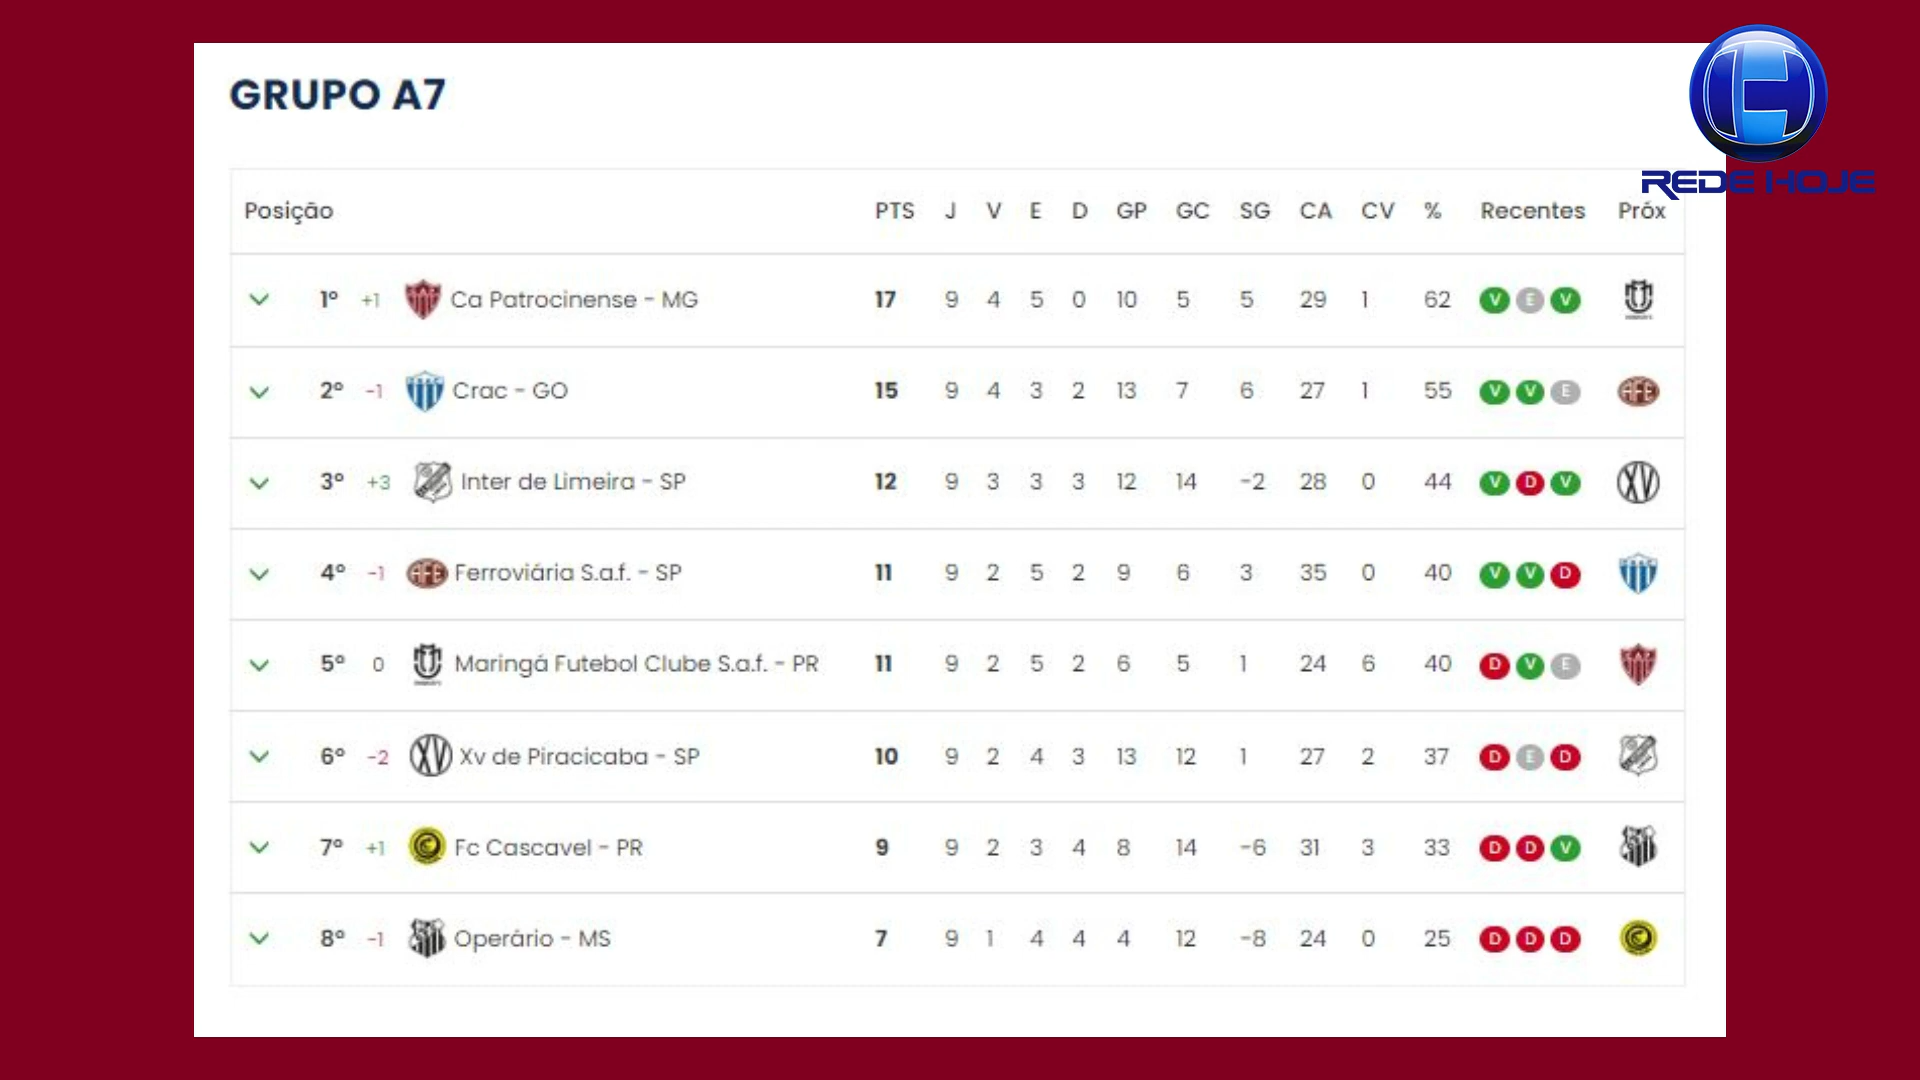 GRUPO A7
REDE HOJE
Posição PTS J V E D GP GC SG CA CV % Recentes Próx
1º +1 Ca Patrocinense - MG 17 9 4 5 0 10 5 5 29 1 62 V E V
2º -1 Crac - GO 15 9 4 3 2 13 7 6 27 1 55 V V E AFE
3º +3 Inter de Limeira - SP 12 9 3 3 3 12 14 -2 28 0 44 V D V XV
4º -1 AFE Ferroviária S.a.f. - SP 11 9 2 5 2 9 6 3 35 0 40 V V D
5º 0 Maringá Futebol Clube S.a.f. - PR 11 9 2 5 2 6 5 1 24 6 40 D V E
6º -2 XV Xv de Piracicaba - SP 10 9 2 4 3 13 12 1 27 2 37 D E D
7º +1 Fc Cascavel - PR 9 9 2 3 4 8 14 -6 31 3 33 D D V
8º -1 Operário - MS 7 9 1 4 4 4 12 -8 24 0 25 D D D